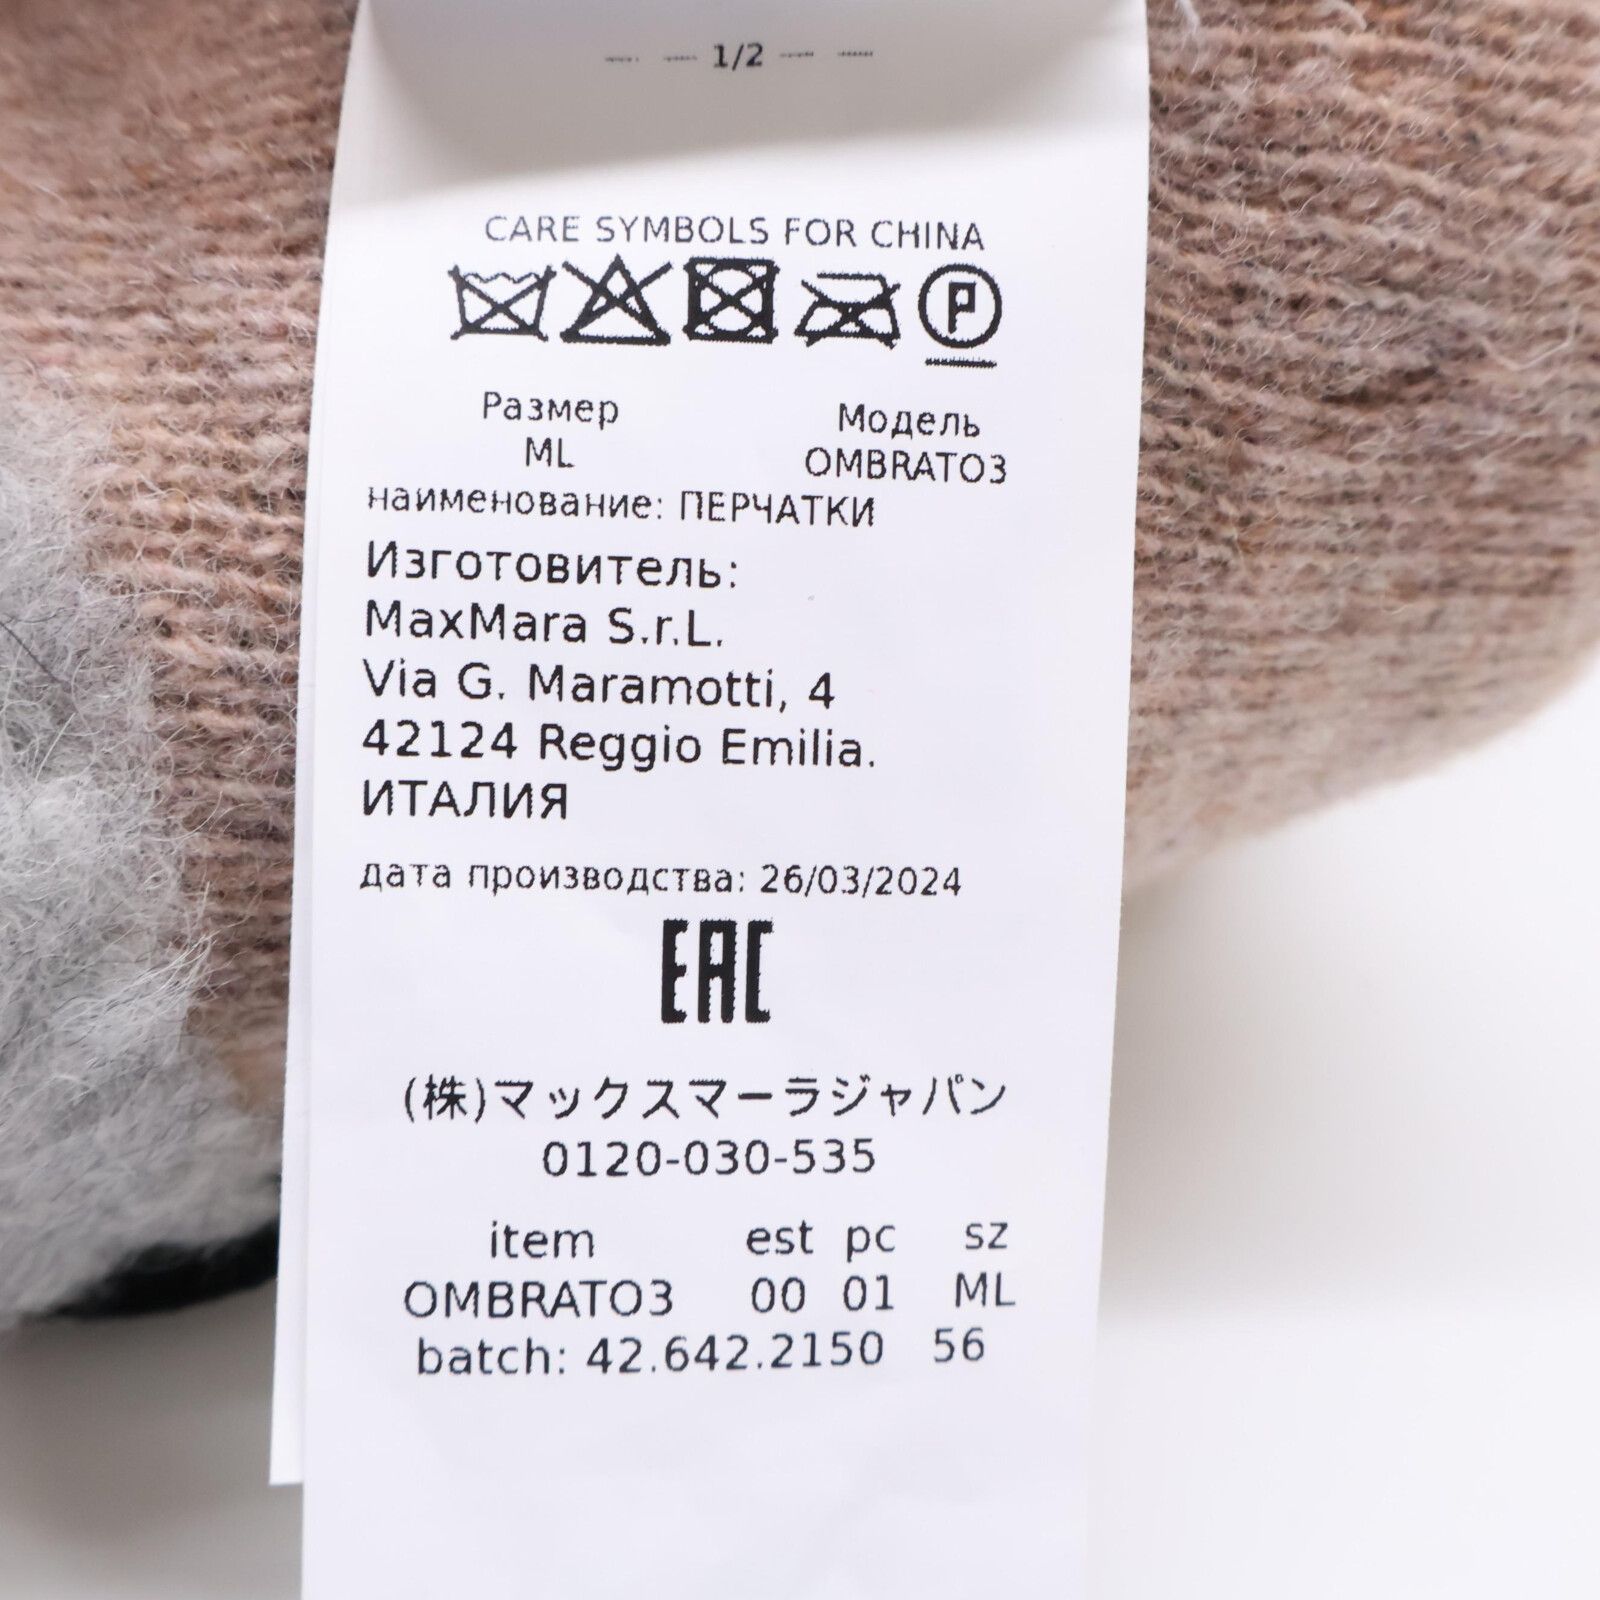 1/2
CARE SYMBOLS FOR CHINA
P
Размер Модель
ML OMBRATO3
наименование: ПЕРЧАТКИ
Изготовитель:
MaxMara S.r.L.
Via G. Maramotti, 4
42124 Reggio Emilia.
ИТАЛИЯ
дата производства: 26/03/2024
EAC
(株)マックスマーラジャパン
0120-030-535
item est pc sz
OMBRATO3 00 01 ML
batch: 42.642.2150 56